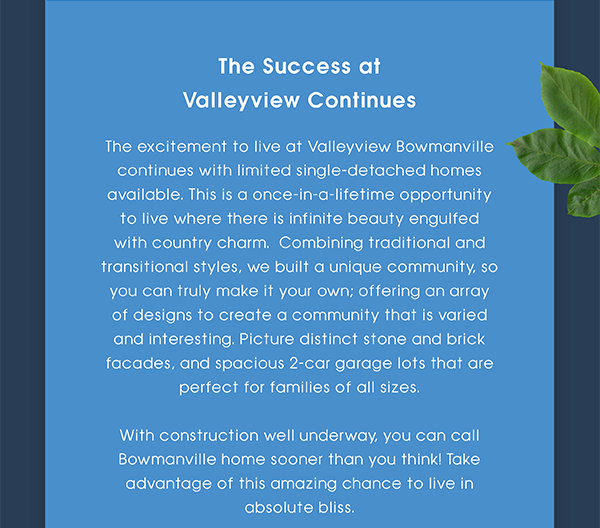 The Success at
Valleyview Continues
The excitement to live at Valleyview Bowmanville
continues with limited single-detached homes
available. This is a once-in-a-lifetime opportunity
to live where there is infinite beauty engulfed
with country charm.  Combining traditional and
transitional styles, we built a unique community, so
you can truly make it your own; offering an array
of designs to create a community that is varied
and interesting. Picture distinct stone and brick
facades, and spacious 2-car garage lots that are
perfect for families of all sizes.
With construction well underway, you can call
Bowmanville home sooner than you think! Take
advantage of this amazing chance to live in
absolute bliss.